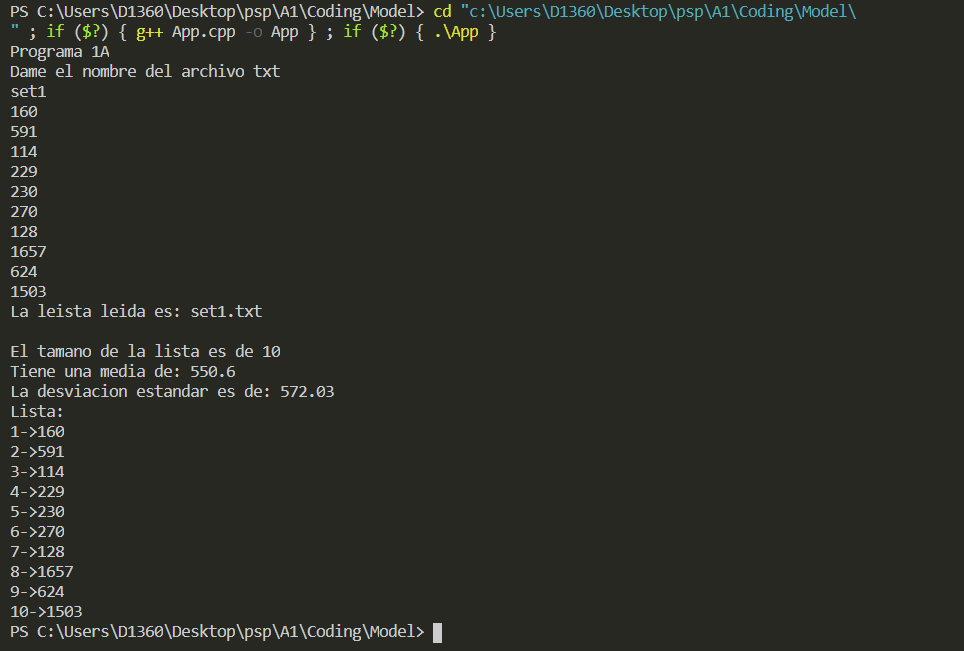 PS C:\Users\D1360\Desktop\psp\A1\Coding\Model> cd "c:\Users\D1360\Desktop\psp\A1\Coding\Model\
" ; if ($?) { g++ App.cpp -o App } ; if ($?) { .\App }
Programa 1A
Dame el nombre del archivo txt
set1
160
591
114
229
230
270
128
1657
624
1503
La leista leida es: set1.txt

El tamano de la lista es de 10
Tiene una media de: 550.6
La desviacion estandar es de: 572.03
Lista:
1->160
2->591
3->114
4->229
5->230
6->270
7->128
8->1657
9->624
10->1503
PS C:\Users\D1360\Desktop\psp\A1\Coding\Model>